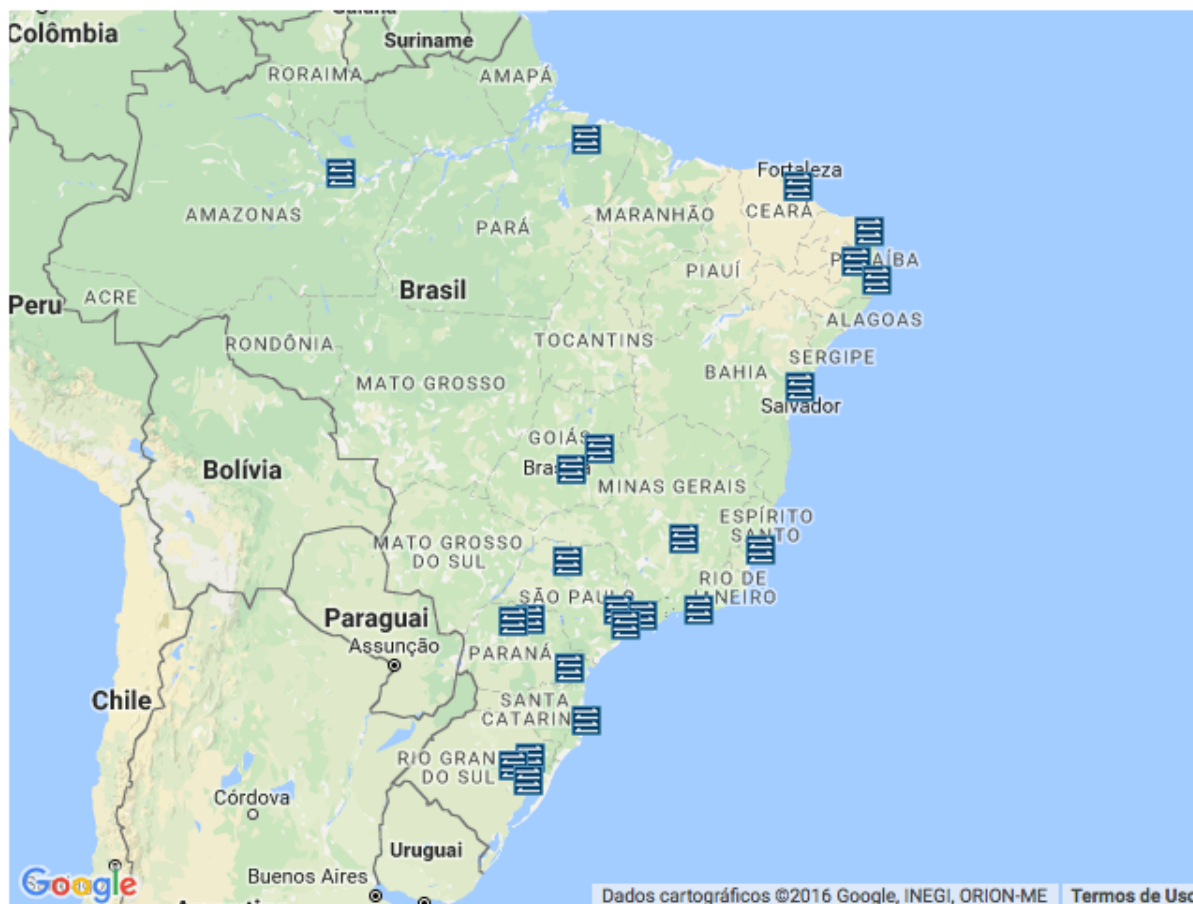 Colômbia
Suriname
RORAIMA
AMAPÁ
Fortaleza
AMAZONAS
PARÁ
MARANHÃO
CEARÁ
PIAUÍ
Brasil
Peru
ACRE
ALAGOAS
RONDÔNIA
TOCANTINS
SERGIPE
MATO GROSSO
BAHIA
Salvador
GOIÁS
Bolívia
MINAS GERAIS
ESPÍRITO
SANTO
MATO GROSSO
DO SUL
RIO DE
JANEIRO
SÃO PAULO
Paraguai
Assunção
PARANÁ
Chile
SANTA
CATARIN
RIO GRAN
DO SUL
Córdova
Uruguai
Buenos Aires
Google
Dados cartográficos ©2016 Google, INEGI, ORION-ME
Termos de Uso